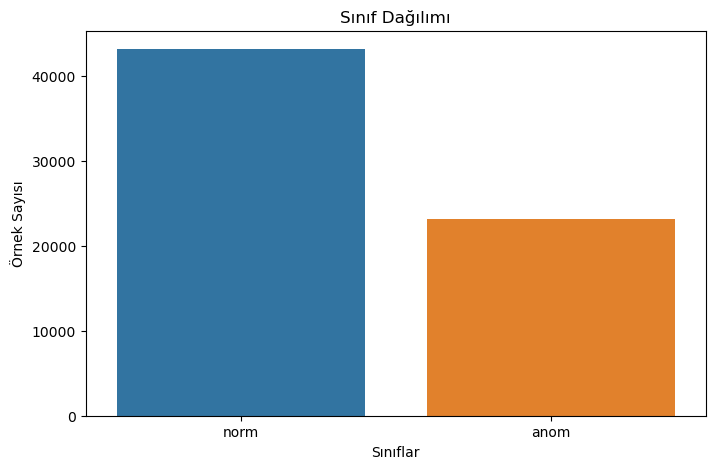 Sınıf Dağılımı
Örnek Sayısı
40000
30000
20000
10000
0
norm
anom
Sınıflar